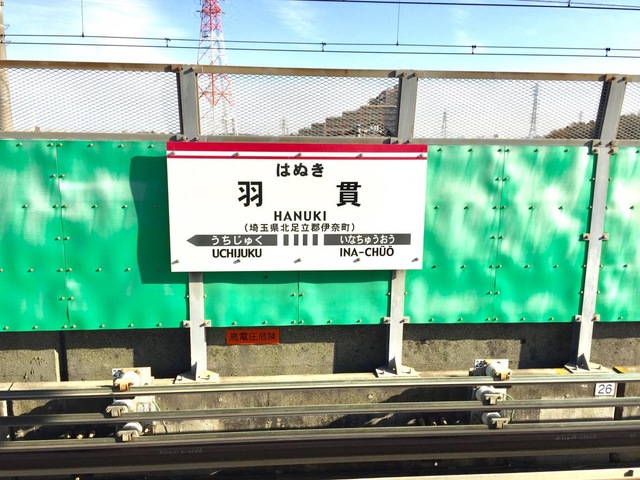 はぬき
羽貫
HANUKI
(埼玉県北足立郡伊奈町)
うちじゅく いなちゅうおう
UCHIJUKU INA-CHŪŌ
高電圧危険
26